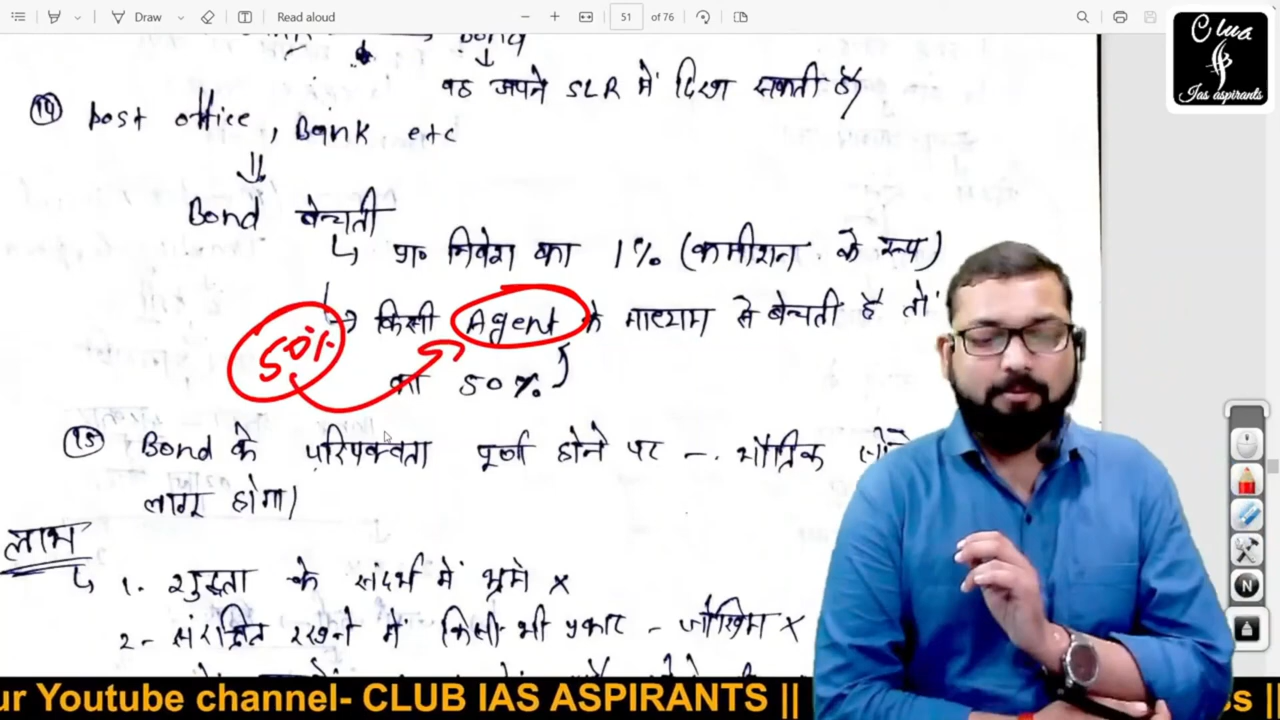 Draw
Read aloud
51 of 76
Club
Ias aspirants
Bond
वह अपने SLR में दिखा सकती है।
14 post office, Bank etc
Bond बेचती
निवेश का 1% (कमीशन के रूप)
किसी Agent के माध्यम से बेचती है तो
50%
का 50%
15 Bond के परिपक्वता पूर्ण होने पर - भौतिक
लागू होगा।
लाभ
1. शुद्धता के संदर्भ में भ्रम x
2- संरक्षित रखने में किसी भी प्रकार - जोखिम x
ur Youtube channel- CLUB IAS ASPIRANTS ||
s ||